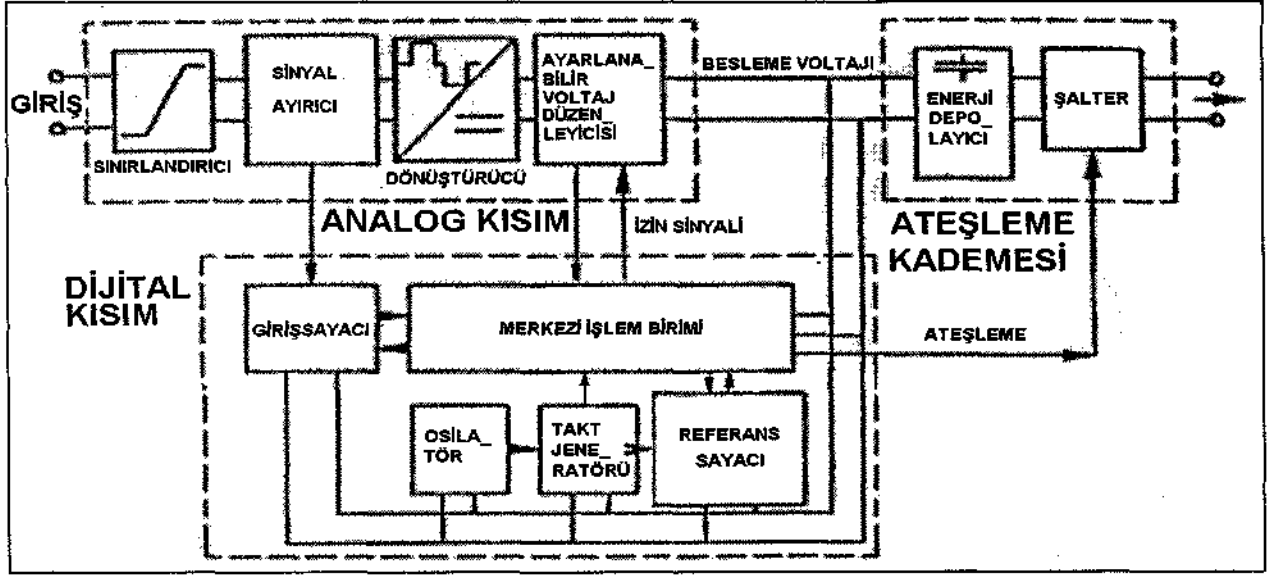 GİRİŞ
SINIRLANDIRICI
SİNYAL
AYIRICI
DÖNÜŞTÜRÜCÜ
AYARLANA_
BİLİR
VOLTAJ
DÜZEN_
LEYİCİSİ
BESLEME VOLTAJI
ENERJİ
DEPO_
LAYICI
ŞALTER
ANALOG KISIM
İZİN SİNYALİ
ATEŞLEME
KADEMESİ
DİJİTAL
KISIM
GİRİŞSAYACI
MERKEZİ İŞLEM BİRİMİ
ATEŞLEME
OSİLA_
TÖR
TAKT
JENE_
RATÖRÜ
REFERANS
SAYACI